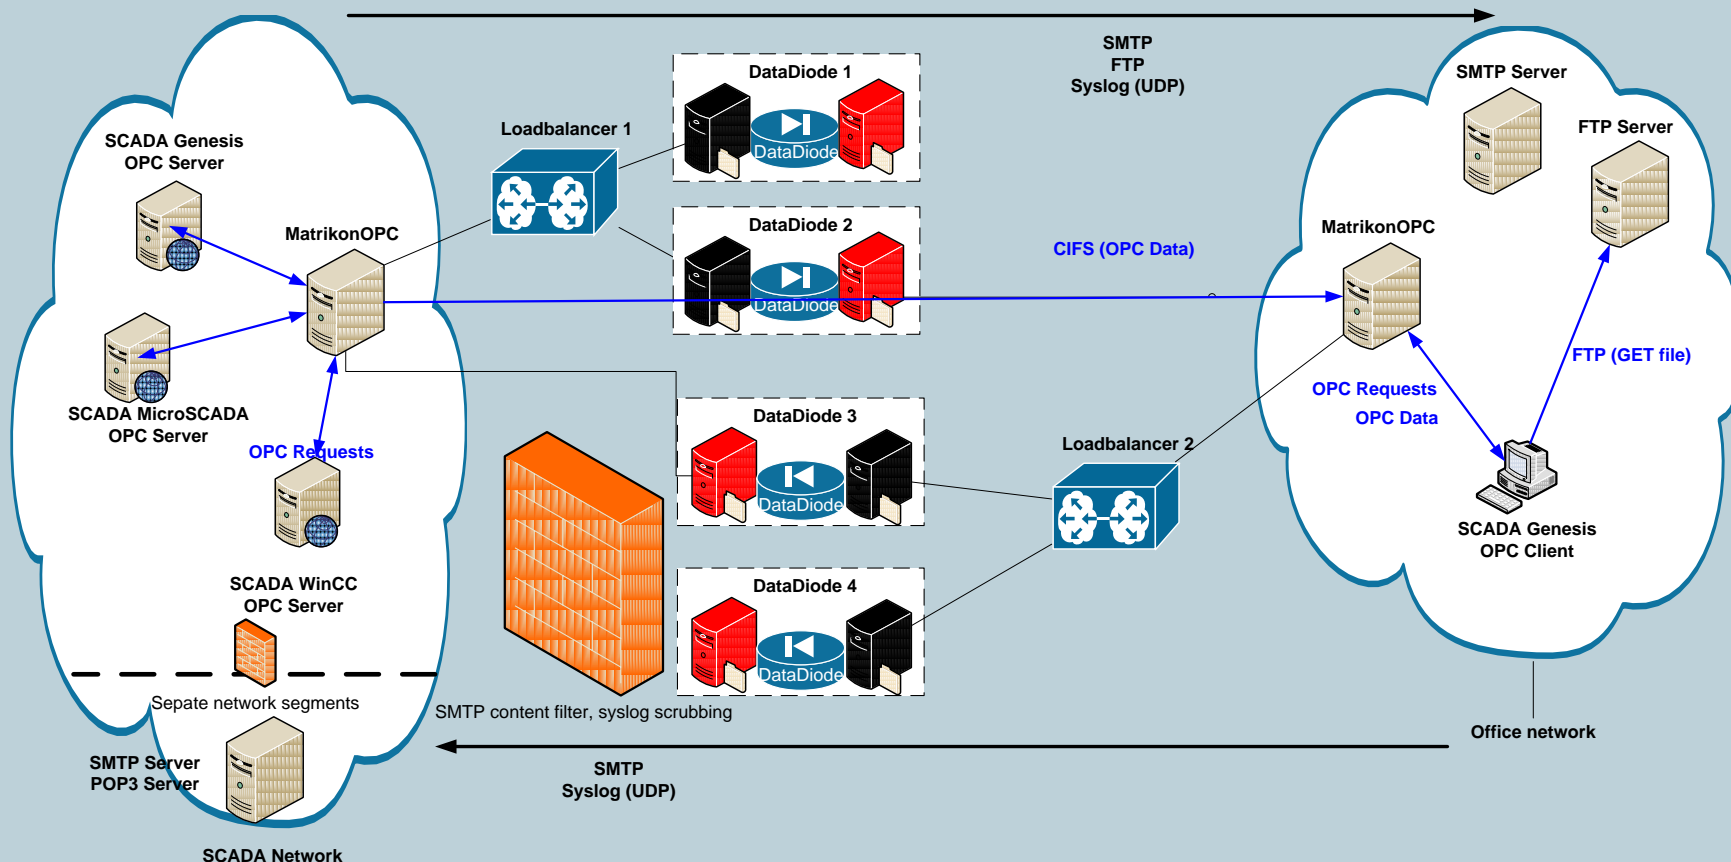 SMTP
FTP
Syslog (UDP)
DataDiode 1
DataDiode
Loadbalancer 1
SCADA Genesis
OPC Server
MatrikonOPC
DataDiode 2
DataDiode
CIFS (OPC Data)
SMTP Server
FTP Server
MatrikonOPC
FTP (GET file)
OPC Requests
OPC Data
SCADA MicroSCADA
OPC Server
OPC Requests
DataDiode 3
DataDiode
Loadbalancer 2
SCADA Genesis
OPC Client
SCADA WinCC
OPC Server
DataDiode 4
DataDiode
Sepate network segments
SMTP content filter, syslog scrubbing
Office network
SMTP Server
POP3 Server
SMTP
Syslog (UDP)
SCADA Network